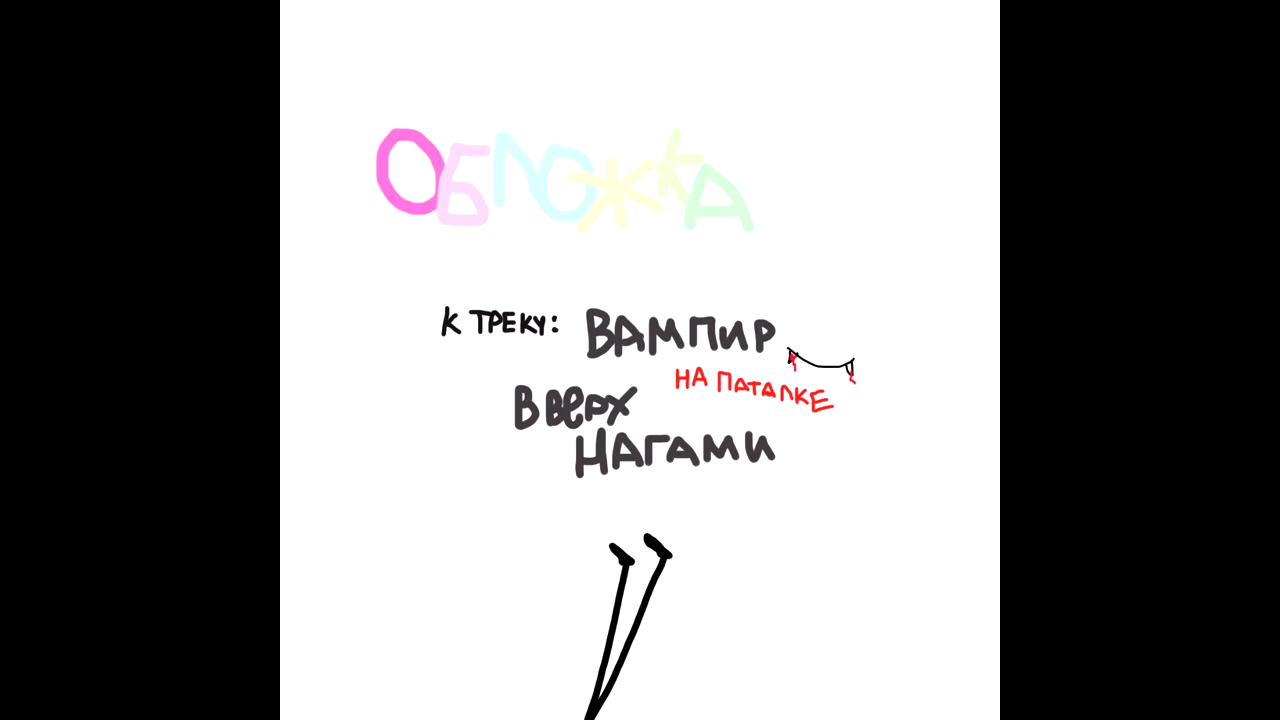 ОБЛОЖКА
К ТРЕКУ: ВАМПИР
НА ПАТАЛКЕ
ВВЕРХ
НАГАМИ